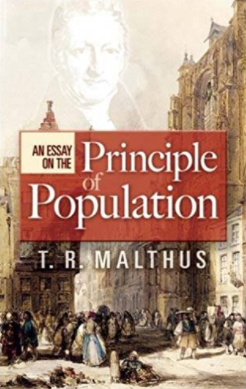 AN ESSAY
ON THE
Principle
of
Population
T. R. MALTHUS